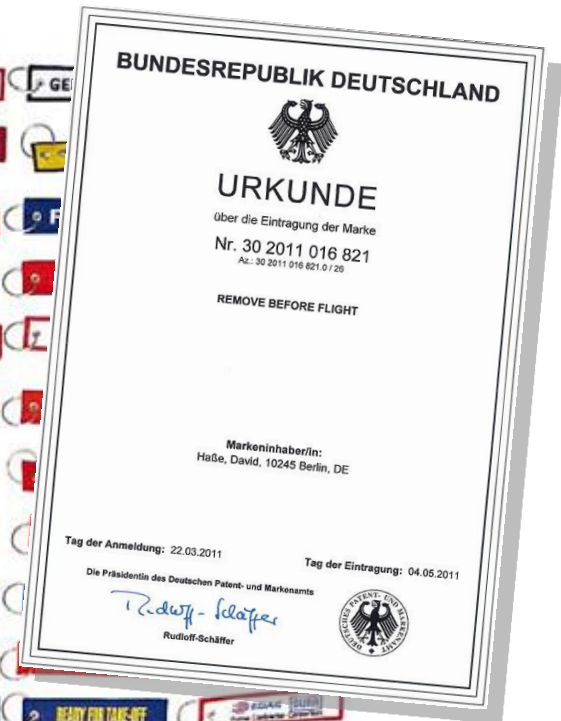 BUNDESREPUBLIK DEUTSCHLAND
URKUNDE
über die Eintragung der Marke
Nr. 30 2011 016 821
Az.: 30 2011 016 821.0 / 26
REMOVE BEFORE FLIGHT
Markeninhaber/in:
Haße, David, 10245 Berlin, DE
Tag der Anmeldung: 22.03.2011
Tag der Eintragung: 04.05.2011
Die Präsidentin des Deutschen Patent- und Markenamts
Rudloff-Schäffer
Rudloff-Schäffer
DEUTSCHES PATENT- UND MARKENAMT
GE
F
READY FOR TAKE-OFF